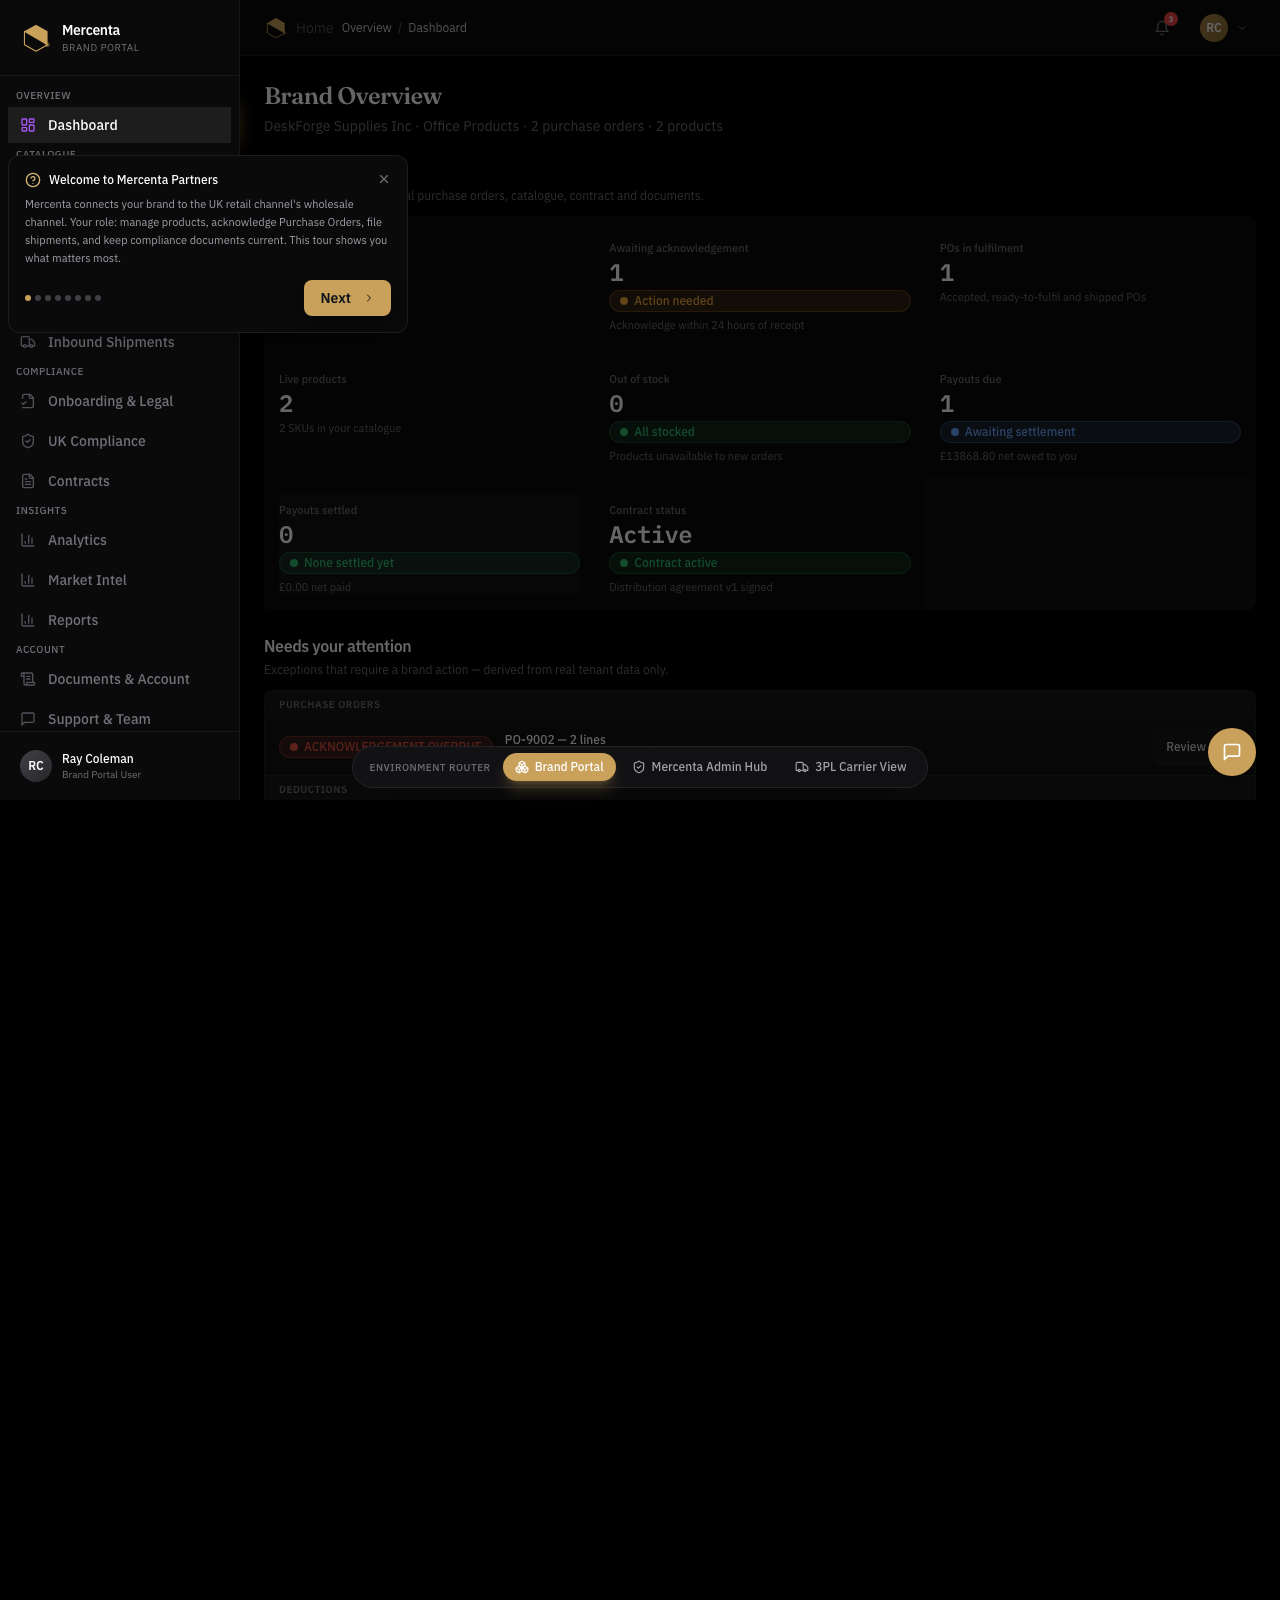 Mercenta
BRAND PORTAL
OVERVIEW
Dashboard
CATALOGUE
Welcome to Mercenta Partners
Mercenta connects your brand to the UK retail channel's wholesale
channel. Your role: manage products, acknowledge Purchase Orders, file
shipments, and keep compliance documents current. This tour shows you
what matters most.
Next
Inbound Shipments
COMPLIANCE
Onboarding & Legal
UK Compliance
Contracts
INSIGHTS
Analytics
Market Intel
Reports
ACCOUNT
Documents & Account
Support & Team
RC
Ray Coleman
Brand Portal User
Home Overview / Dashboard
3
RC
Brand Overview
DeskForge Supplies Inc · Office Products · 2 purchase orders · 2 products
purchase orders, catalogue, contract and documents.
Awaiting acknowledgement
1
Action needed
Acknowledge within 24 hours of receipt
POs in fulfilment
1
Accepted, ready-to-fulfil and shipped POs
Live products
2
2 SKUs in your catalogue
Out of stock
0
All stocked
Products unavailable to new orders
Payouts due
1
Awaiting settlement
£13868.80 net owed to you
Payouts settled
0
None settled yet
£0.00 net paid
Contract status
Active
Contract active
Distribution agreement v1 signed
Needs your attention
Exceptions that require a brand action — derived from real tenant data only.
PURCHASE ORDERS
ACKNOWLEDGEMENT OVERDUE
PO-9002 — 2 lines
Review
DEDUCTIONS
ENVIRONMENT ROUTER
Brand Portal
Mercenta Admin Hub
3PL Carrier View